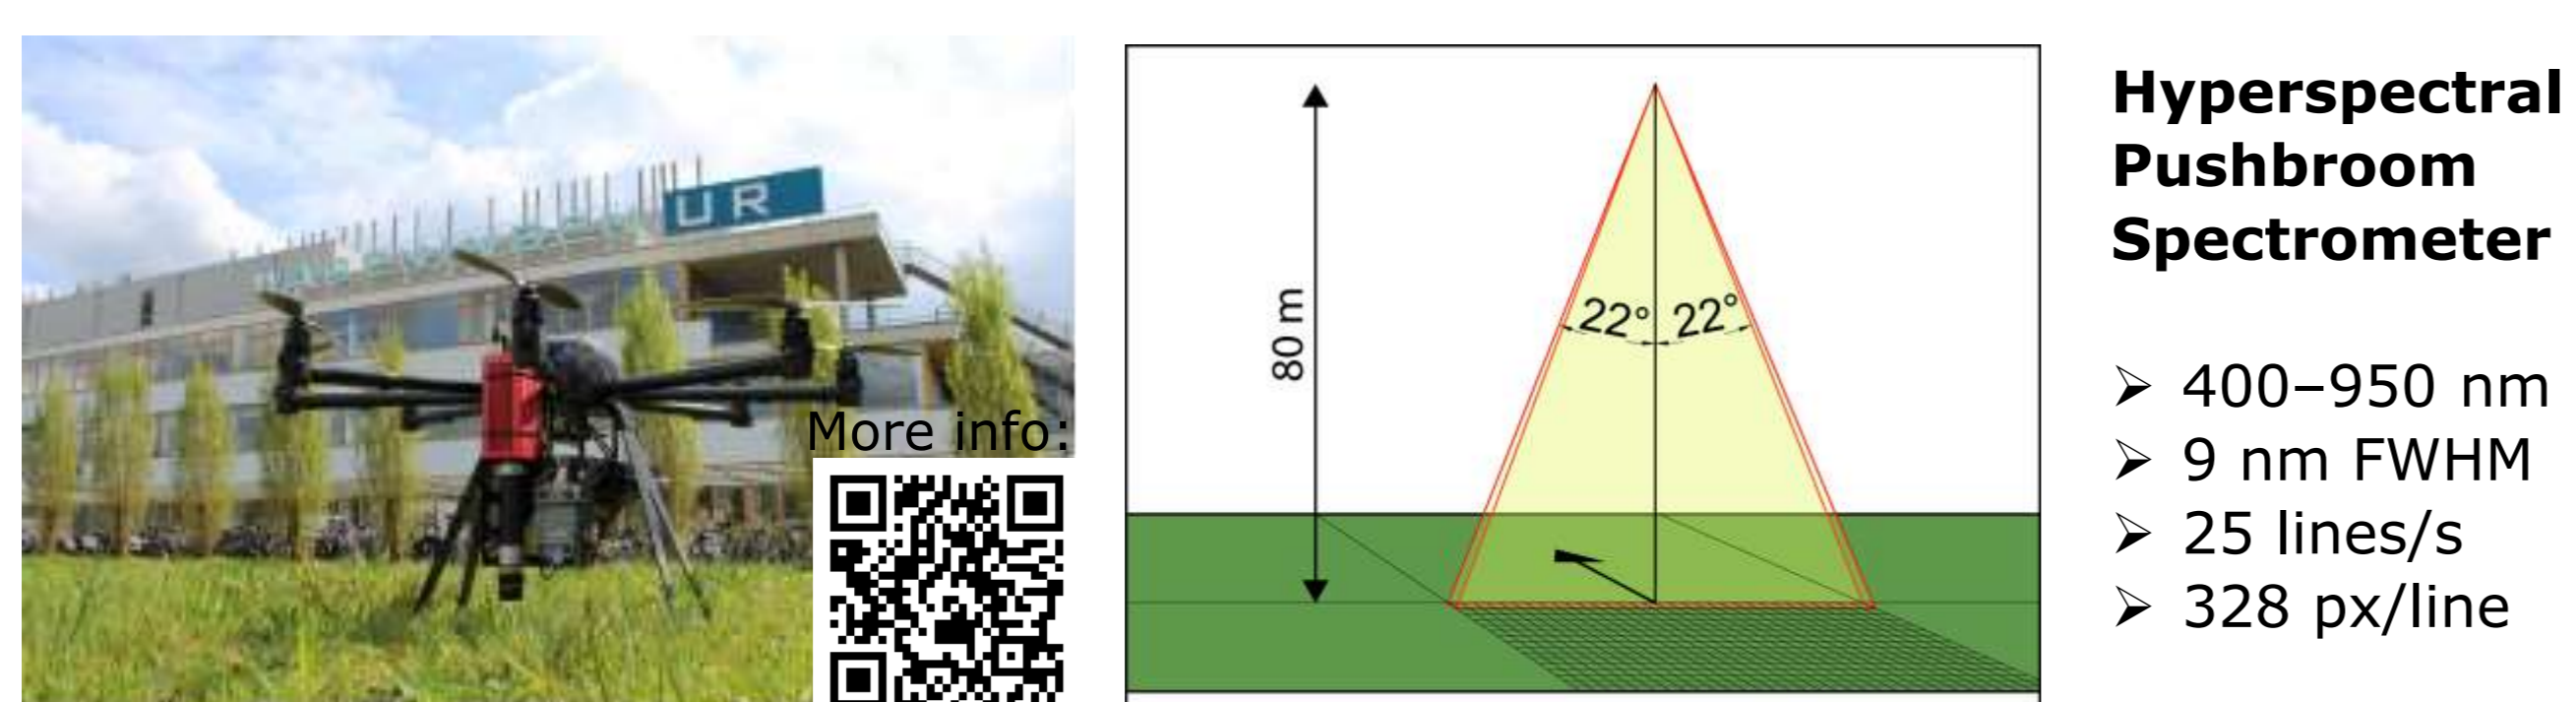 UR
More info:
80 m
22° 22°
Hyperspectral
Pushbroom
Spectrometer
➢ 400–950 nm
➢ 9 nm FWHM
➢ 25 lines/s
➢ 328 px/line